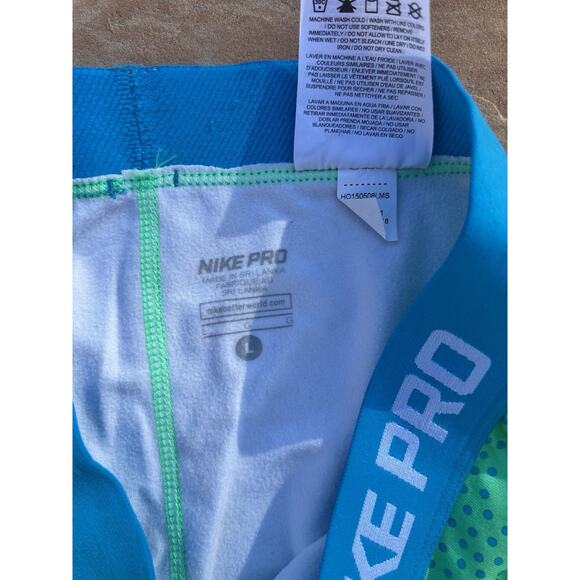 30C
MACHINE WASH COLD / WASH WITH LIKE COLORS
/ DO NOT USE SOFTENERS / REMOVE
IMMEDIATELY / DO NOT ALLOW TO LAY ON ITSELF
WHEN WET / DO NOT BLEACH / LINE DRY / DO NOT
IRON / DO NOT DRY CLEAN
LAVER EN MACHINE A L'EAU FROIDE / LAVER AVEC
COULEURS SIMILAIRES / NE PAS UTILISER
D'ADOUCISSEUR / ENLEVER IMMEDIATEMENT / NE
PAS LAISSER LE VÊTEMENT PLIÉ LORSQU'IL EST
MOUILLÉ / NE PAS UTILISER D'EAU DE JAVEL /
SUSPENDRE POUR SECHER / NE PAS REPASSER /
NE PAS NETTOYER A SEC
LAVAR A MAQUINA EN AGUA FRIA / LAVAR CON
COLORES SIMILARES / NO USAR SUAVIZANTES /
RETIRAR INMEDIATAMENTE DE LA LAVADORA / NO
DOBLAR PRENDA MOJADA / NO USAR
BLANQUEADORES / SECAR COLGADO / NO
PLANCHAR / NO LAVAR EN SECO
HO150508LMS
NIKE PRO
MADE IN SRI LANKA
FABRIQUÉ AU
SRI LANKA
nikebetterworld.com
G G
L
KE PRO